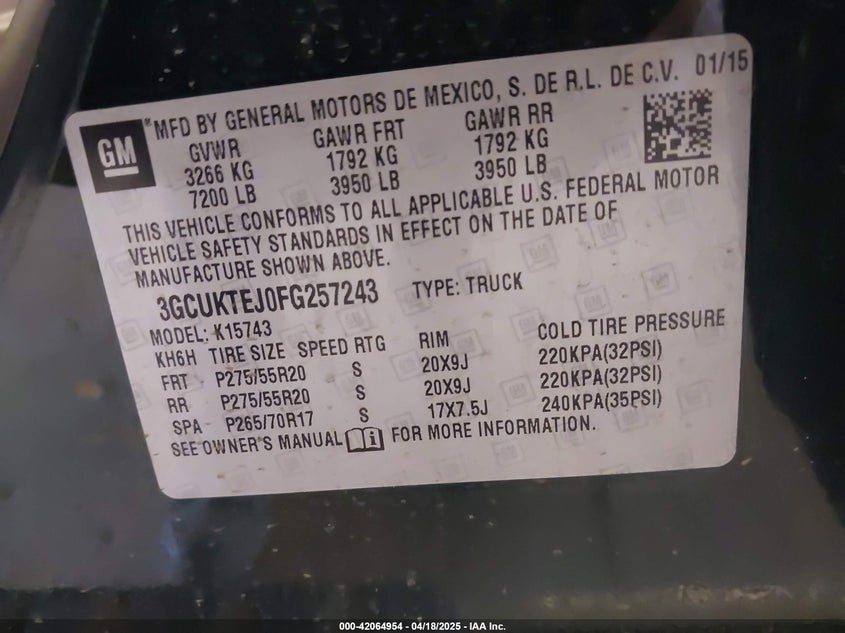 GM
®MFD BY GENERAL MOTORS DE MEXICO, S. DE R.L. DE C.V. 01/15
GVWR GAWR FRT GAWR RR
3266 KG 1792 KG 1792 KG
7200 LB 3950 LB 3950 LB
THIS VEHICLE CONFORMS TO ALL APPLICABLE U.S. FEDERAL MOTOR
VEHICLE SAFETY STANDARDS IN EFFECT ON THE DATE OF
MANUFACTURE SHOWN ABOVE.
3GCUKTEJ0FG257243 TYPE: TRUCK
MODEL: K15743
KH6H TIRE SIZE SPEED RTG RIM COLD TIRE PRESSURE
FRT P275/55R20 S 20X9J 220KPA(32PSI)
RR P275/55R20 S 20X9J 220KPA(32PSI)
SPA P265/70R17 S 17X7.5J 240KPA(35PSI)
SEE OWNER'S MANUAL FOR MORE INFORMATION.
000-42064954 - 04/18/2025 - IAA Inc.